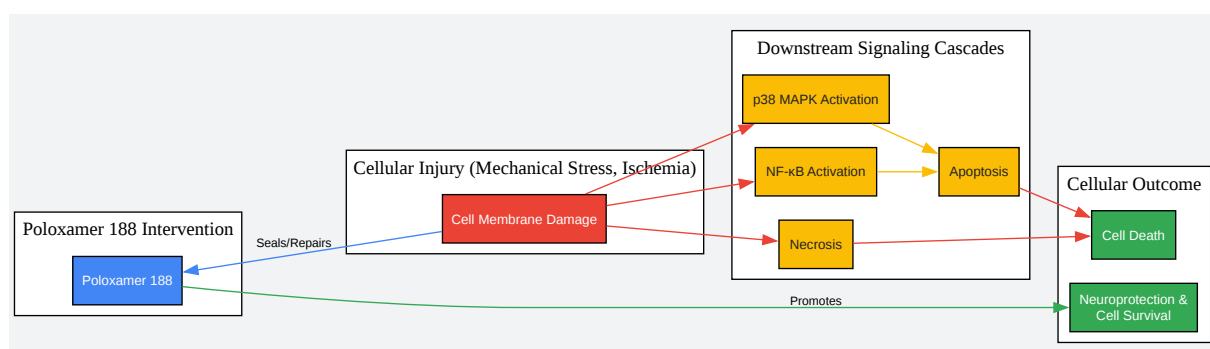 Downstream Signaling Cascades
p38 MAPK Activation
Cellular Injury (Mechanical Stress, Ischemia)
NF-κB Activation
Apoptosis
Cellular Outcome
Cell Membrane Damage
Poloxamer 188 Intervention
Seals/Repairs
Necrosis
Cell Death
Poloxamer 188
Promotes
Neuroprotection &
Cell Survival